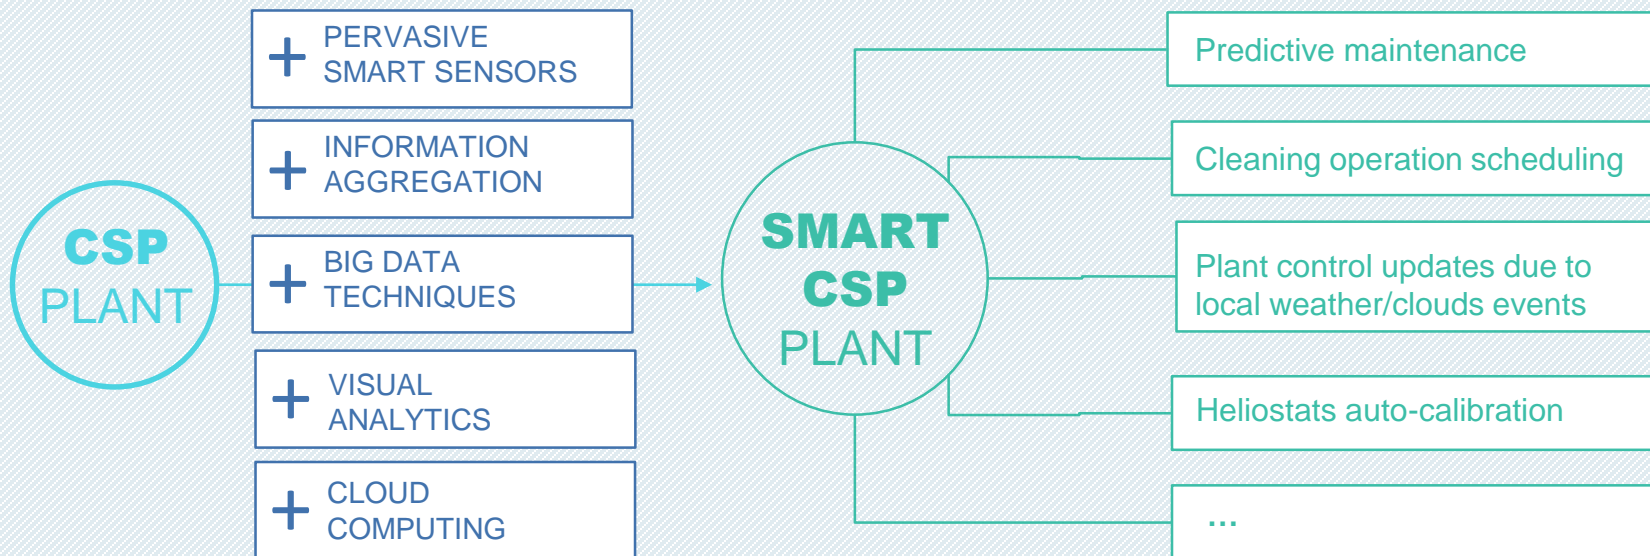 CSP
PLANT
+ PERVASIVE
SMART SENSORS
+ INFORMATION
AGGREGATION
+ BIG DATA
TECHNIQUES
+ VISUAL
ANALYTICS
+ CLOUD
COMPUTING
SMART
CSP
PLANT
Predictive maintenance
Cleaning operation scheduling
Plant control updates due to
local weather/clouds events
Heliostats auto-calibration
...